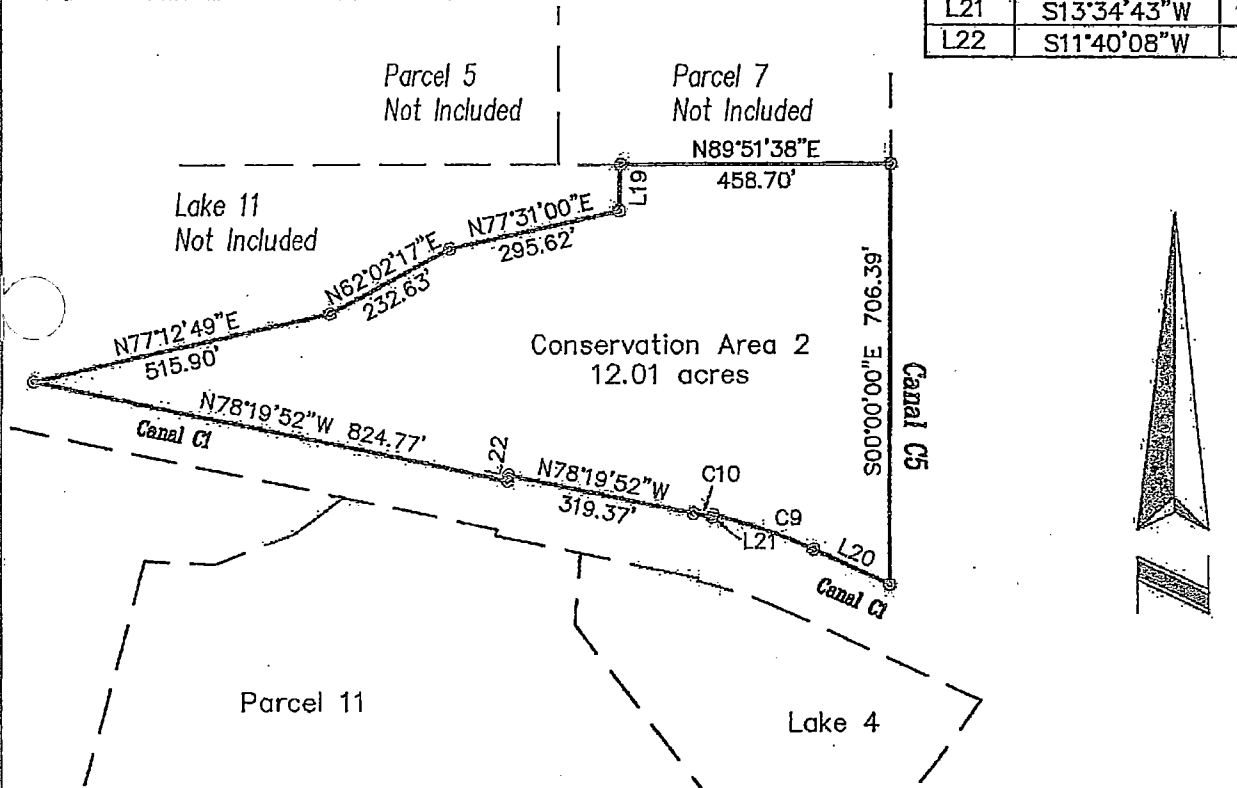 L21 S13°34'43"W
L22 S11°40'08"W
Parcel 5
Not Included
Parcel 7
Not Included
N89°51'38"E
458.70'
L19
Lake 11
Not Included
N77°31'00"E
295.62'
N62°02'17"E
232.63'
N77°12'49"E
515.90'
Conservation Area 2
12.01 acres
S00°00'00"E 706.39'
Canal C5
N78°19'52"W 824.77'
Canal C1
L22
N78°19'52"W
319.37'
C10
L21
C9
L20
Canal C1
Parcel 11
Lake 4